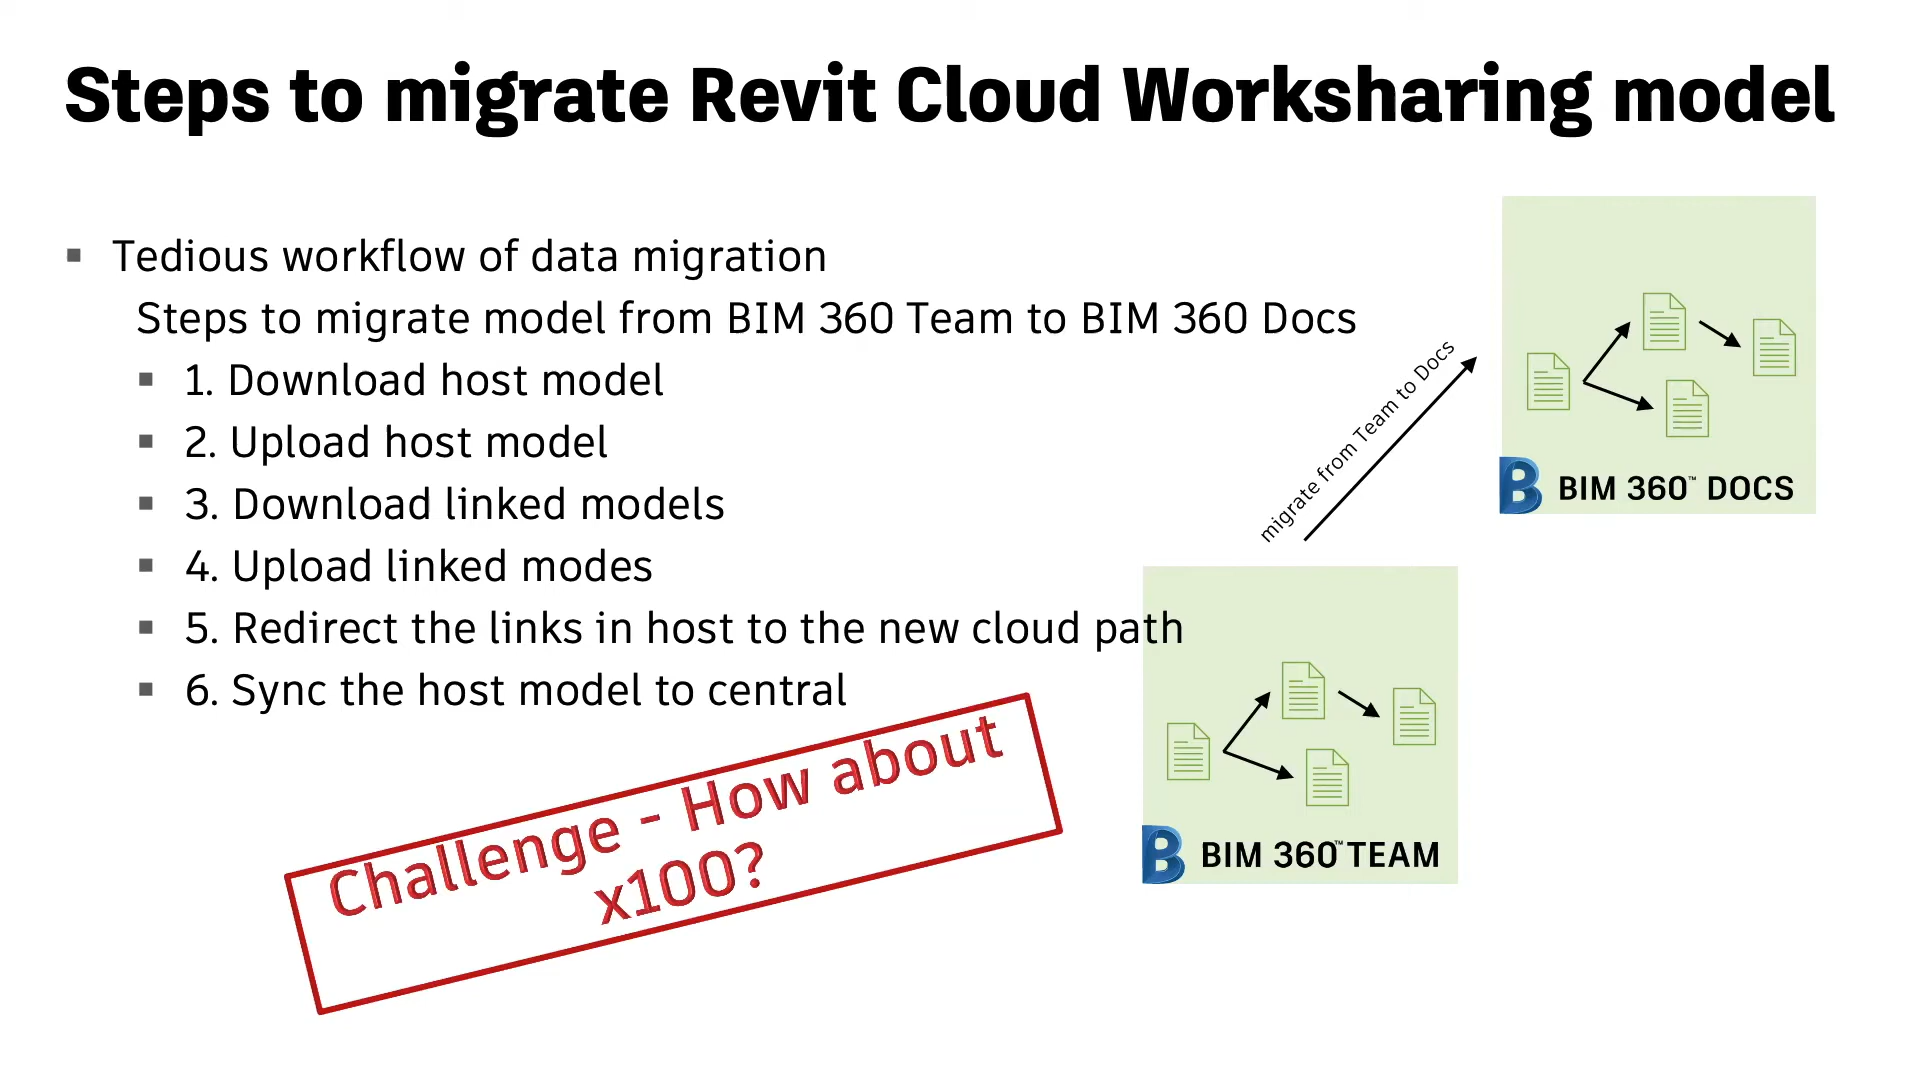 Steps to migrate Revit Cloud Worksharing model
Tedious workflow of data migration
Steps to migrate model from BIM 360 Team to BIM 360 Docs
1. Download host model
2. Upload host model
3. Download linked models
4. Upload linked modes
5. Redirect the links in host to the new cloud path
6. Sync the host model to central
Challenge - How about
x100?
migrate from Team to Docs
BIM 360™ DOCS
BIM 360™ TEAM